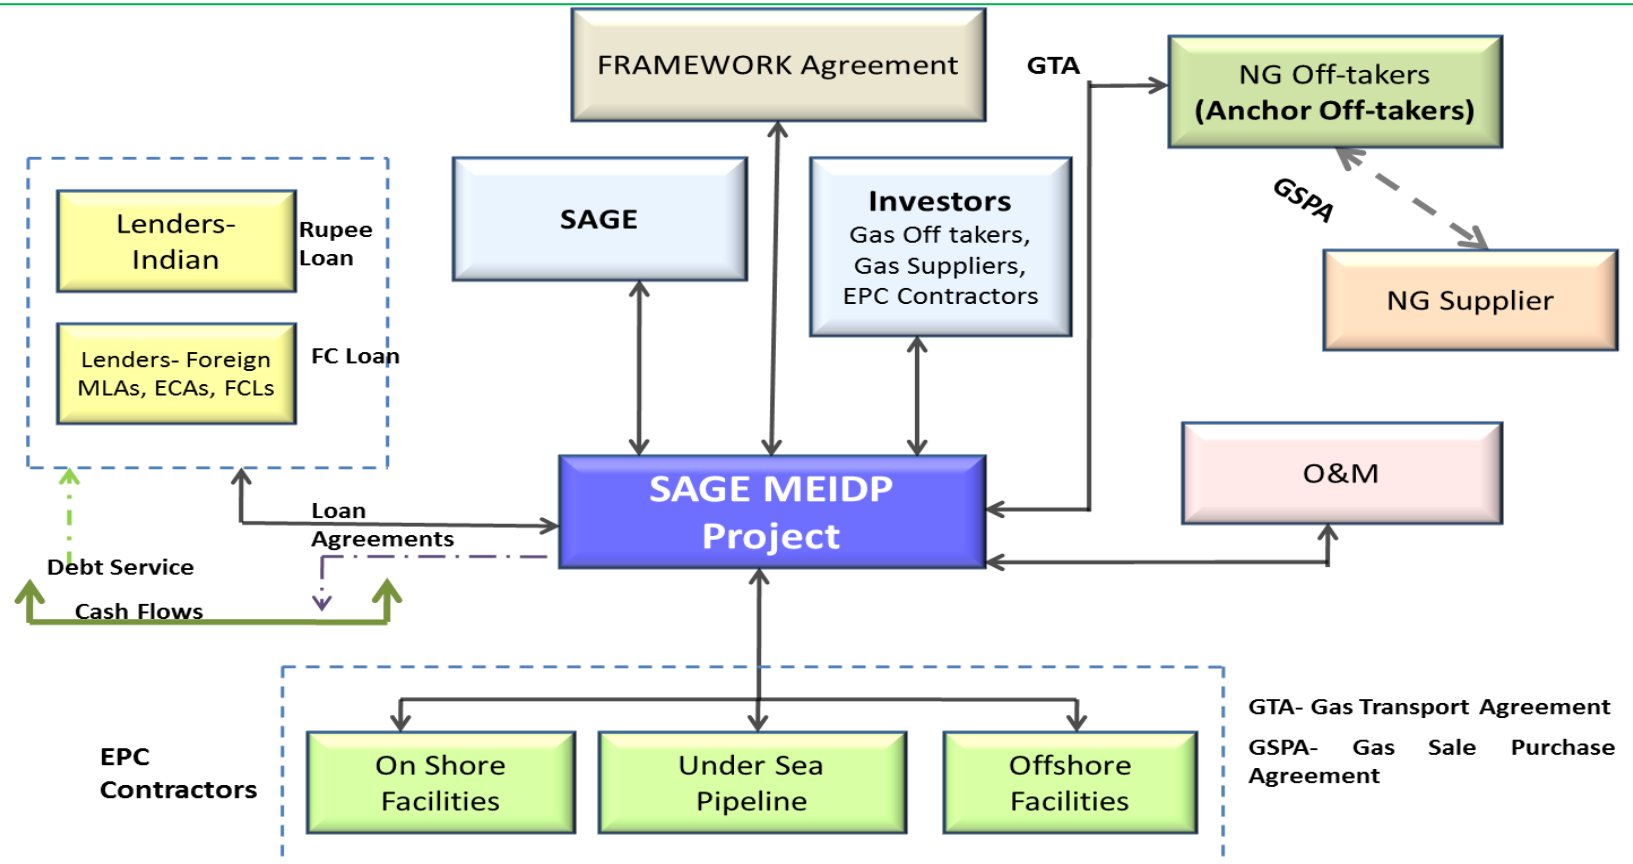 FRAMEWORK Agreement
GTA
NG Off-takers
(Anchor Off-takers)
GSPA
NG Supplier
Lenders-
Indian
Rupee
Loan
Lenders- Foreign
MLAs, ECAs, FCLs
FC Loan
SAGE
Investors
Gas Off takers,
Gas Suppliers,
EPC Contractors
O&M
SAGE MEIDP
Project
Loan
Agreements
Debt Service
Cash Flows
EPC
Contractors
On Shore
Facilities
Under Sea
Pipeline
Offshore
Facilities
GTA- Gas Transport Agreement
GSPA- Gas Sale Purchase
Agreement